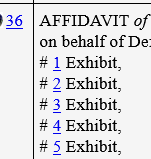 36 AFFIDAVIT of
on behalf of De
# 1 Exhibit,
# 2 Exhibit,
# 3 Exhibit,
# 4 Exhibit,
# 5 Exhibit,